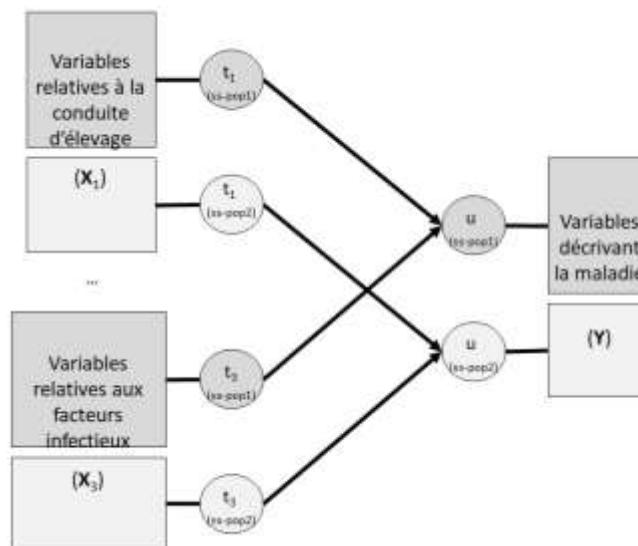 Variables
relatives à la
conduite
d'élevage
(X₁)
t₁
(ss-pop1)
t₁
(ss-pop2)
...
Variables
relatives aux
facteurs
infectieux
(X₃)
t₃
(ss-pop1)
t₃
(ss-pop2)
u
(ss-pop1)
u
(ss-pop2)
Variables
décrivant
la maladie
(Y)